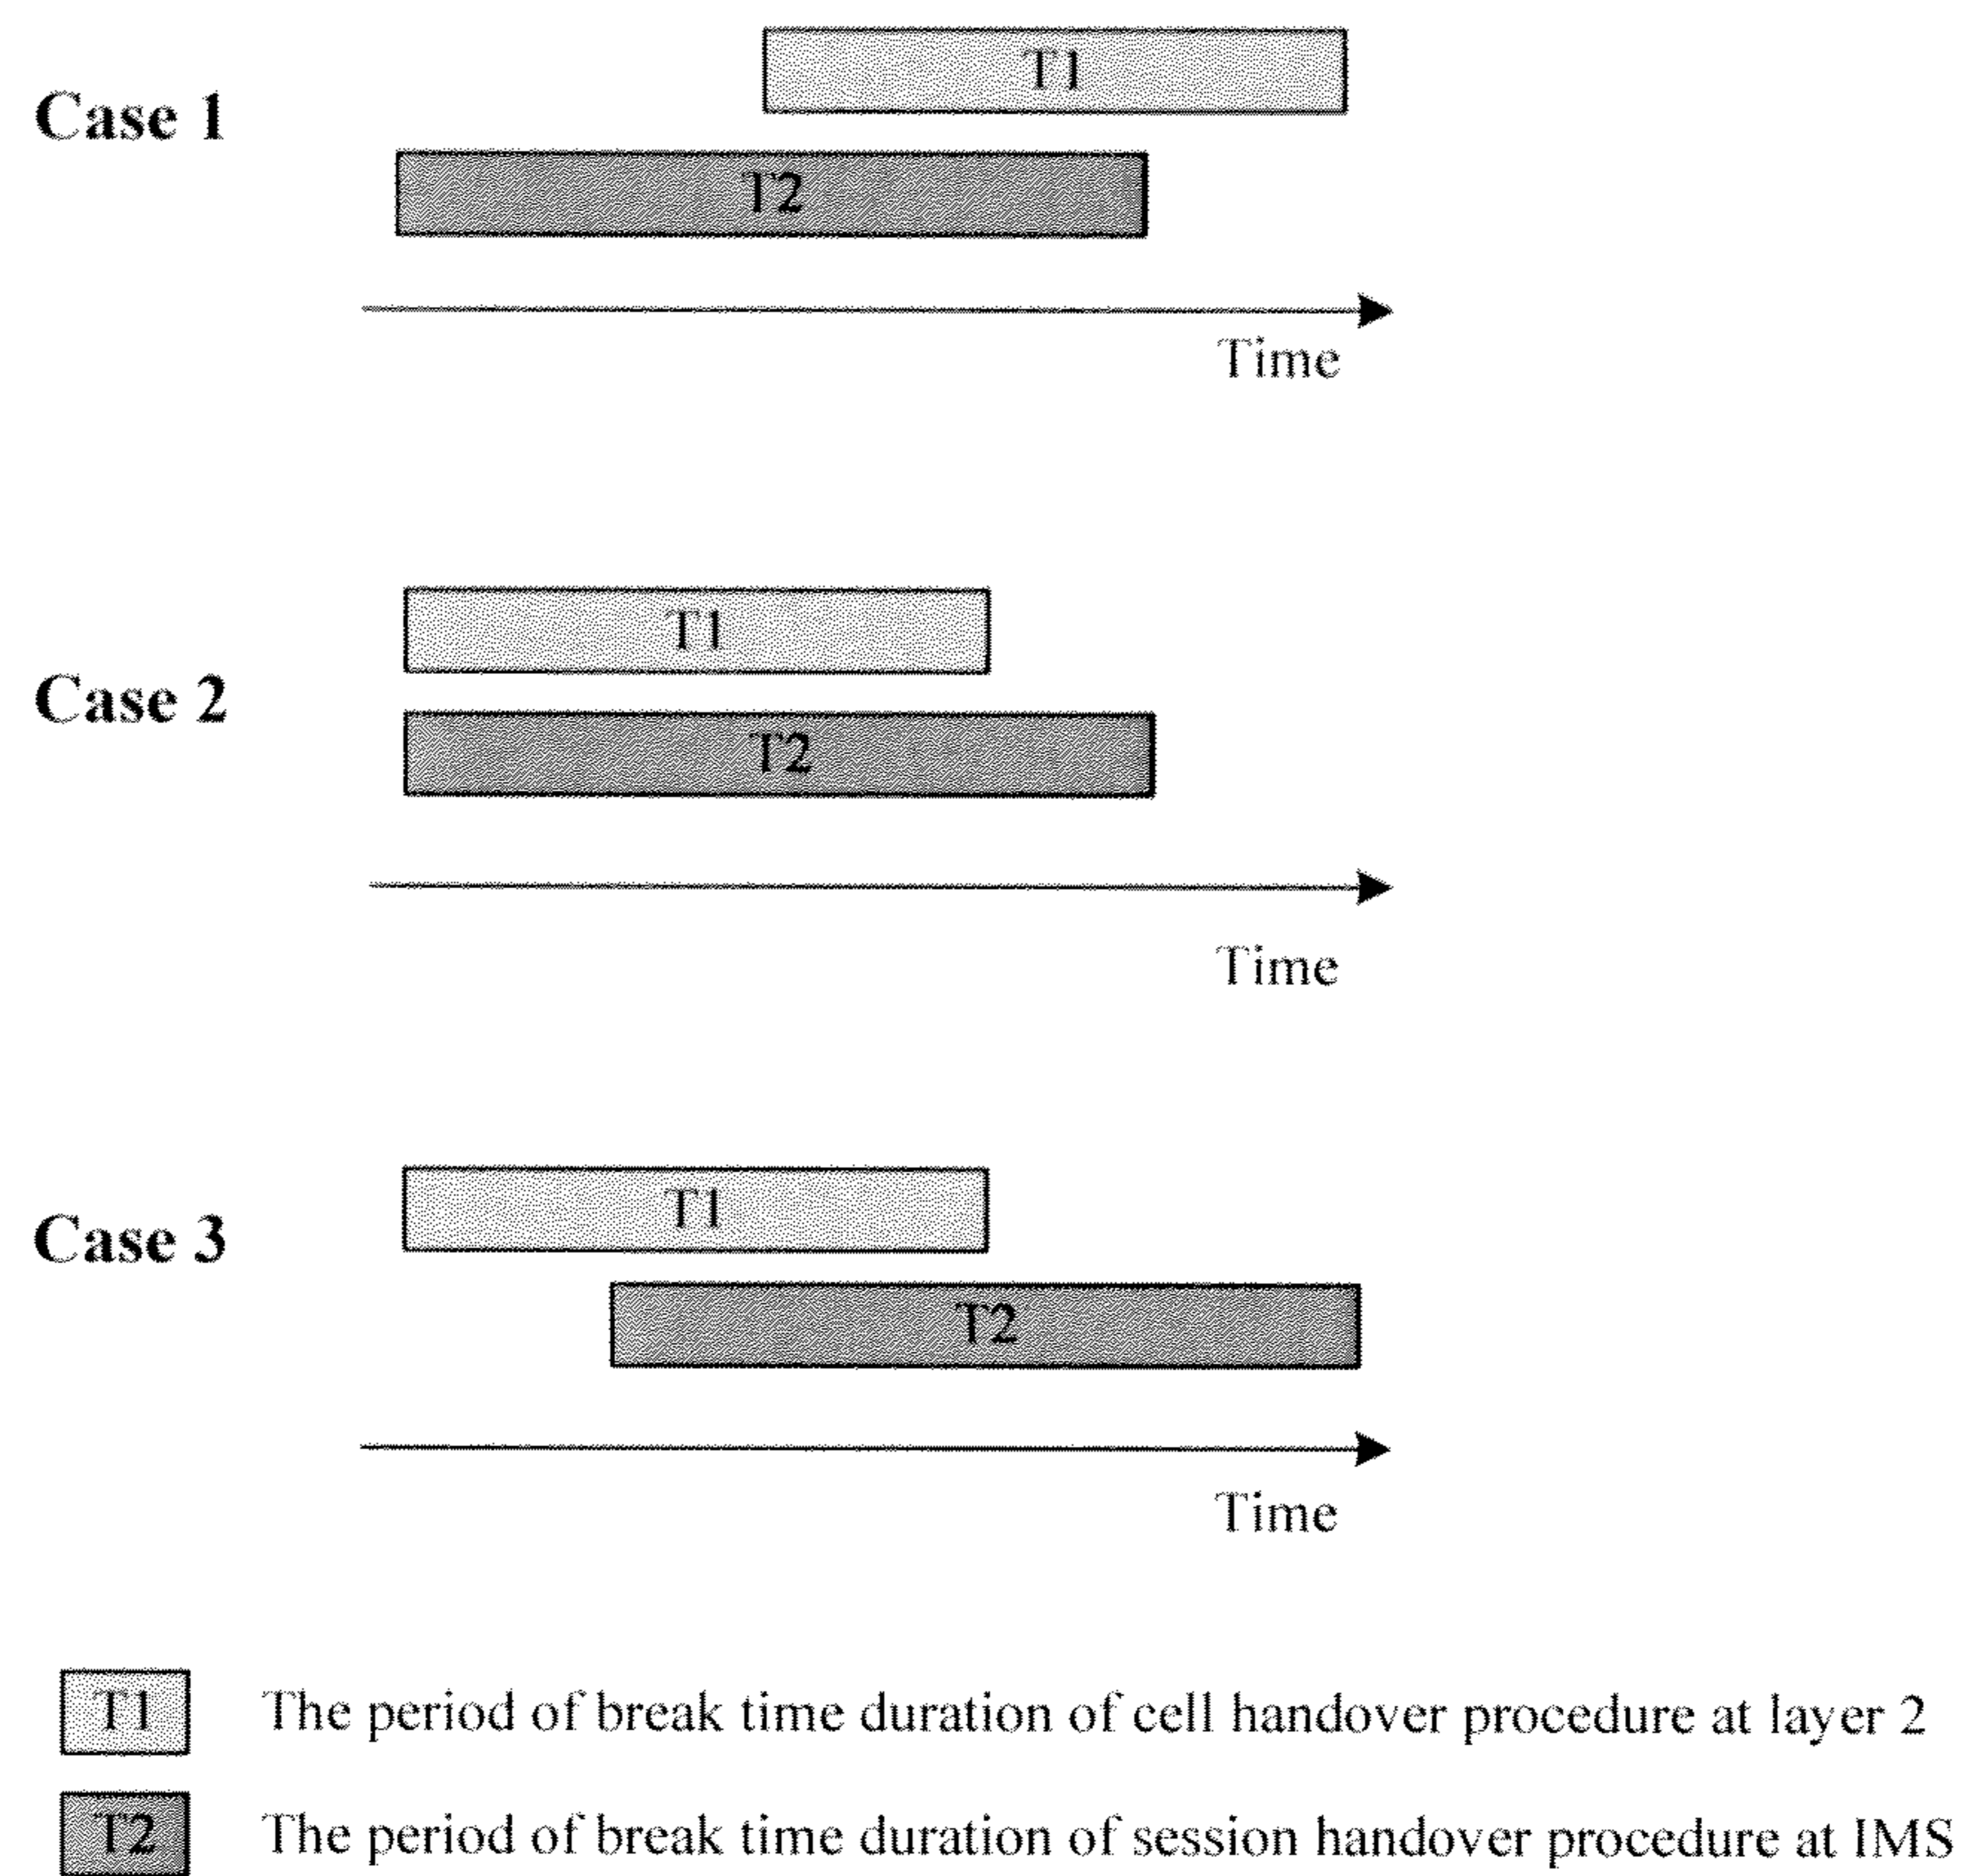 T1
Case 1
T2
Time
T1
Case 2
T2
Time
T1
Case 3
T2
Time
T1 The period of break time duration of cell handover procedure at layer 2
T2 The period of break time duration of session handover procedure at IMS